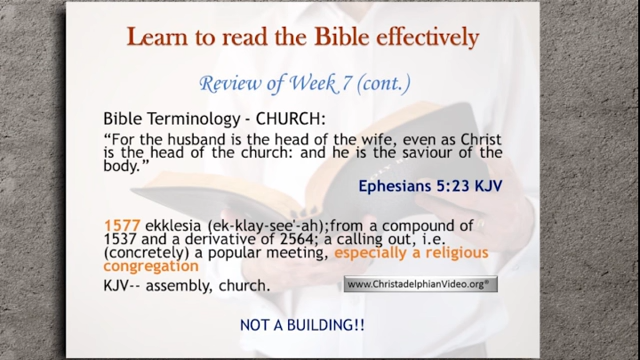 Learn to read the Bible effectively
Review of Week 7 (cont.)
Bible Terminology - CHURCH:
“For the husband is the head of the wife, even as Christ
is the head of the church: and he is the saviour of the
body.”
Ephesians 5:23 KJV
1577 ekklesia (ek-klay-see'-ah);from a compound of
1537 and a derivative of 2564; a calling out, i.e.
(concretely) a popular meeting, especially a religious
congregation
KJV-- assembly, church.
www.ChristadelphianVideo.org®
NOT A BUILDING!!